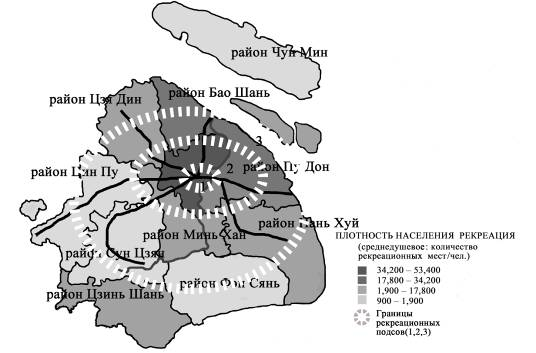 район Чун Мин
район Бао Шань
район Цзя Дин
3
район Цин Пу
2
район Пу Дон
1
район Нань Хуй
район Минь Хан
район Сун Цзян
район Фэн Сянь
район Цзинь Шань
ПЛОТНОСТЬ НАСЕЛЕНИЯ РЕКРЕАЦИЯ
(среднедушевое: количество
рекреационных мест/чел.)
34,200 – 53,400
17,800 – 34,200
1,900 – 17,800
900 – 1,900
Границы
рекреационных
подсов(1,2,3)